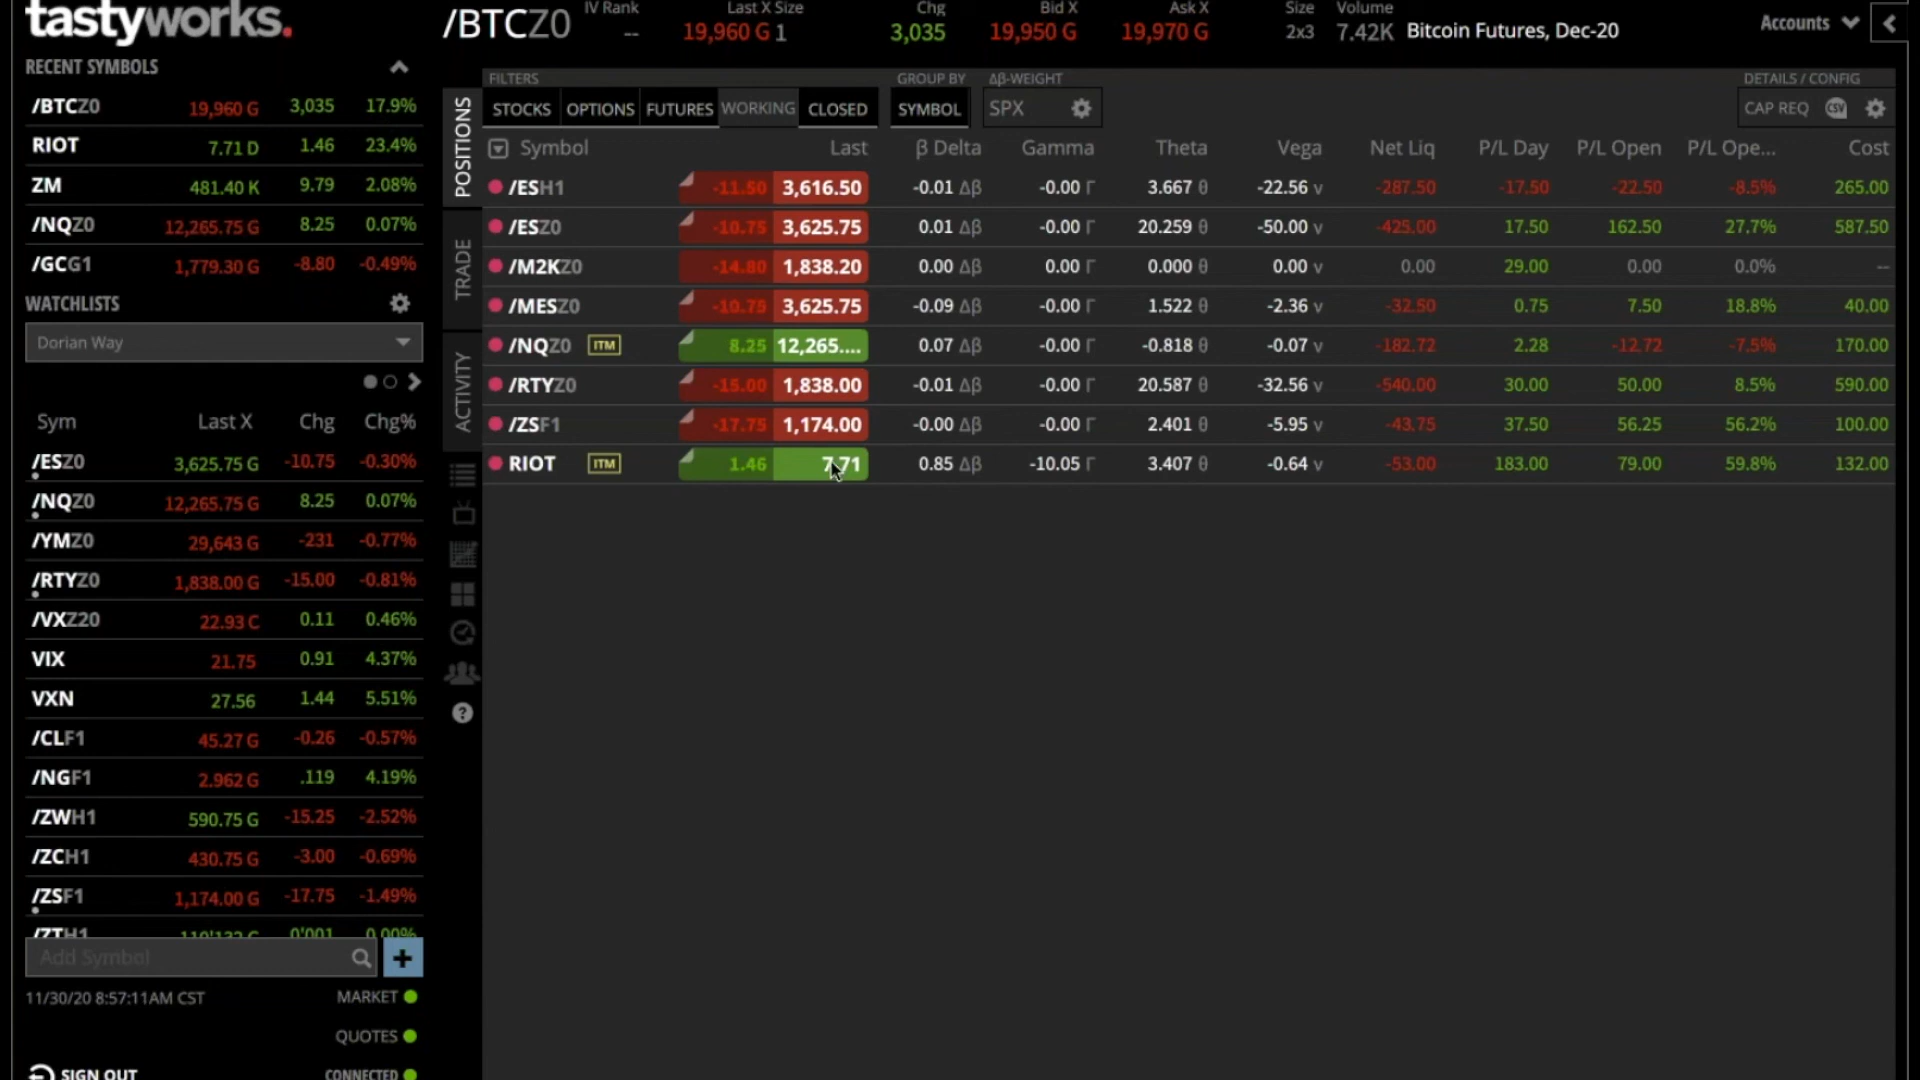 tastyworks.
RECENT SYMBOLS
/BTCZ0 19,960 G 3,035 17.9%
RIOT 7.71 D 1.46 23.4%
ZM 481.40 K 9.79 2.08%
/NQZ0 12,265.75 G 8.25 0.07%
/GCG1 1,779.30 G -8.80 -0.49%
WATCHLISTS
Dorian Way
Sym Last X Chg Chg%
/ESZ0 3,625.75 G -10.75 -0.30%
/NQZ0 12,265.75 G 8.25 0.07%
/YMZ0 29,643 G -231 -0.77%
/RTYZ0 1,838.00 G -15.00 -0.81%
/VXZ20 22.93 C 0.11 0.46%
VIX 21.75 0.91 4.37%
VXN 27.56 1.44 5.51%
/CLF1 45.27 G -0.26 -0.57%
/NGF1 2.962 G .119 4.19%
/ZWH1 590.75 G -15.25 -2.52%
/ZCH1 430.75 G -3.00 -0.69%
/ZSF1 1,174.00 G -17.75 -1.49%
/ZTH1 110'132 G 0'001 0.00%
Add Symbol
11/30/20 8:57:11AM CST MARKET
QUOTES
SIGN OUT CONNECTED
/BTCZ0
IV Rank Last X Size Chg Bid X Ask X Size Volume
-- 19,960 G 1 3,035 19,950 G 19,970 G 2x3 7.42K Bitcoin Futures, Dec-20
Accounts
POSITIONS
TRADE
ACTIVITY
FILTERS GROUP BY Δβ-WEIGHT DETAILS / CONFIG
STOCKS OPTIONS FUTURES WORKING CLOSED SYMBOL SPX CAP REQ CSV
Symbol Last β Delta Gamma Theta Vega Net Liq P/L Day P/L Open P/L Ope... Cost
/ESH1 -11.50 3,616.50 -0.01 Δβ -0.00 Γ 3.667 θ -22.56 v -287.50 -17.50 -22.50 -8.5% 265.00
/ESZ0 -10.75 3,625.75 0.01 Δβ -0.00 Γ 20.259 θ -50.00 v -425.00 17.50 162.50 27.7% 587.50
/M2KZ0 -14.80 1,838.20 0.00 Δβ 0.00 Γ 0.000 θ 0.00 v 0.00 29.00 0.00 0.0% --
/MESZ0 -10.75 3,625.75 -0.09 Δβ -0.00 Γ 1.522 θ -2.36 v -32.50 0.75 7.50 18.8% 40.00
/NQZ0 ITM 8.25 12,265.... 0.07 Δβ -0.00 Γ -0.818 θ -0.07 v -182.72 2.28 -12.72 -7.5% 170.00
/RTYZ0 -15.00 1,838.00 -0.01 Δβ -0.00 Γ 20.587 θ -32.56 v -540.00 30.00 50.00 8.5% 590.00
/ZSF1 -17.75 1,174.00 -0.00 Δβ -0.00 Γ 2.401 θ -5.95 v -43.75 37.50 56.25 56.2% 100.00
RIOT ITM 1.46 7.71 0.85 Δβ -10.05 Γ 3.407 θ -0.64 v -53.00 183.00 79.00 59.8% 132.00